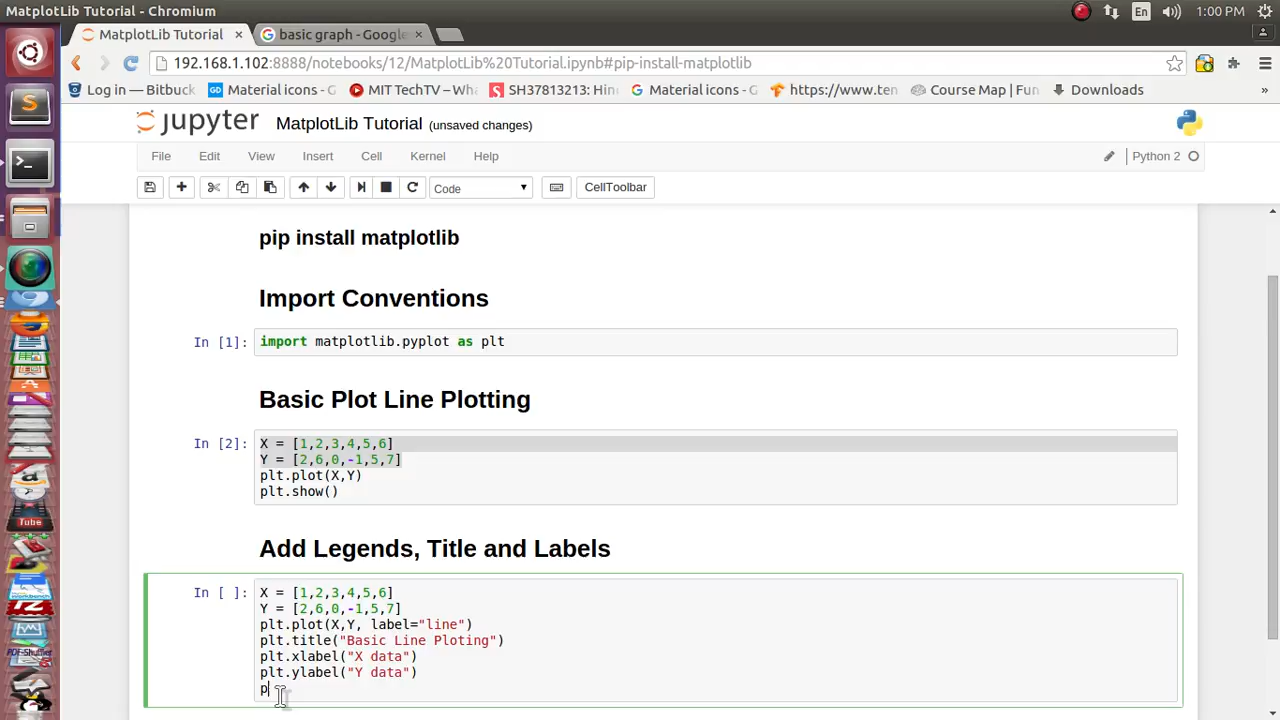 MatplotLib Tutorial - Chromium
En
1:00 PM
MatplotLib Tutorial ×
basic graph - Google ×
192.168.1.102:8888/notebooks/12/MatplotLib%20Tutorial.ipynb#pip-install-matplotlib
Log in — Bitbuck
Material icons - G
MIT TechTV – Wha
SH37813213: Hin
Material icons - G
https://www.ten
Course Map | Fun
Downloads
»
jupyter
MatplotLib Tutorial (unsaved changes)
File Edit View Insert Cell Kernel Help
Python 2
Code
CellToolbar
pip install matplotlib
Import Conventions
In [1]: import matplotlib.pyplot as plt
Basic Plot Line Plotting
In [2]: X = [1,2,3,4,5,6]
Y = [2,6,0,-1,5,7]
plt.plot(X,Y)
plt.show()
Add Legends, Title and Labels
In [ ]: X = [1,2,3,4,5,6]
Y = [2,6,0,-1,5,7]
plt.plot(X,Y, label="line")
plt.title("Basic Line Ploting")
plt.xlabel("X data")
plt.ylabel("Y data")
p
Tube